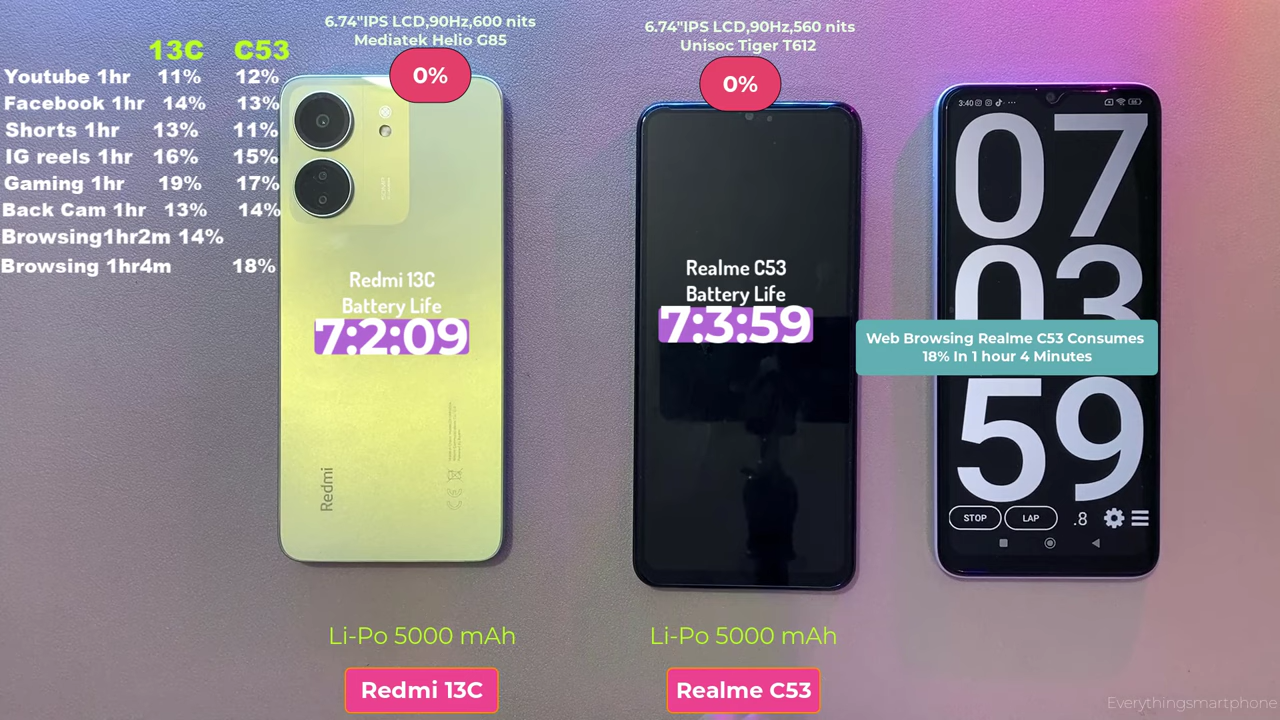 6.74"IPS LCD,90Hz,600 nits
Mediatek Helio G85
6.74"IPS LCD,90Hz,560 nits
Unisoc Tiger T612
0%
0%
13C C53
Youtube 1hr 11% 12%
Facebook 1hr 14% 13%
Shorts 1hr 13% 11%
IG reels 1hr 16% 15%
Gaming 1hr 19% 17%
Back Cam 1hr 13% 14%
Browsing1hr2m 14%
Browsing 1hr4m 18%
Redmi 13C
Battery Life
7:2:09
Redmi
Realme C53
Battery Life
7:3:59
3:40
07
03
59
Web Browsing Realme C53 Consumes
18% In 1 hour 4 Minutes
STOP LAP .8
Li-Po 5000 mAh
Li-Po 5000 mAh
Redmi 13C
Realme C53
Everythingsmartphone